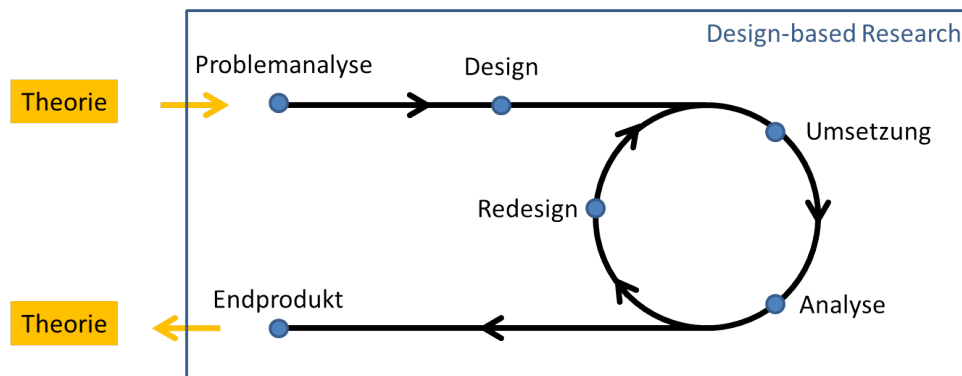 Design-based Research
Problemanalyse
Design
Theorie
Umsetzung
Redesign
Endprodukt
Analyse
Theorie